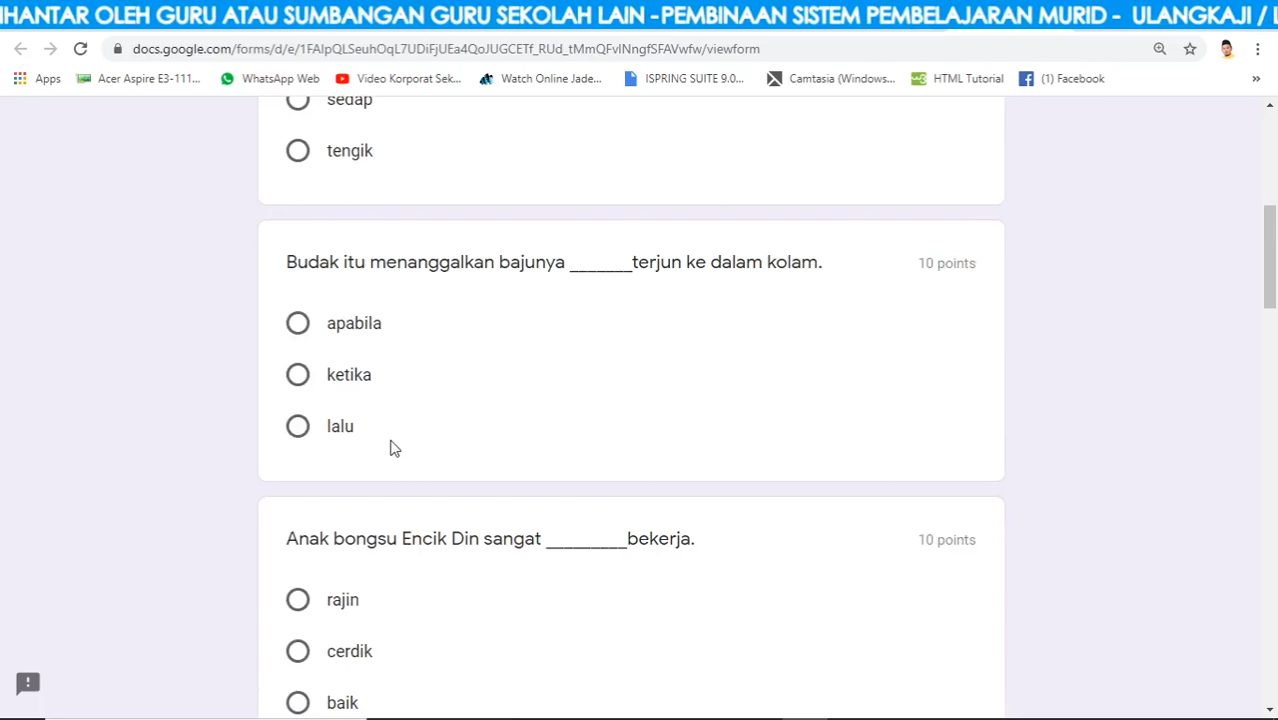 IHANTAR OLEH GURU ATAU SUMBANGAN GURU SEKOLAH LAIN -PEMBINAAN SISTEM PEMBELAJARAN MURID - ULANGKAJI /
docs.google.com/forms/d/e/1FAIpQLSeuhOqL7UDiFjUEa4QoJUGCETf_RUd_tMmQFvINngfSFAVwfw/viewform
Apps Acer Aspire E3-111... WhatsApp Web Video Korporat Sek... Watch Online Jade... ISPRING SUITE 9.0... Camtasia (Windows... HTML Tutorial (1) Facebook »
sedap
tengik
Budak itu menanggalkan bajunya _______terjun ke dalam kolam. 10 points
apabila
ketika
lalu
Anak bongsu Encik Din sangat _________bekerja. 10 points
rajin
cerdik
baik